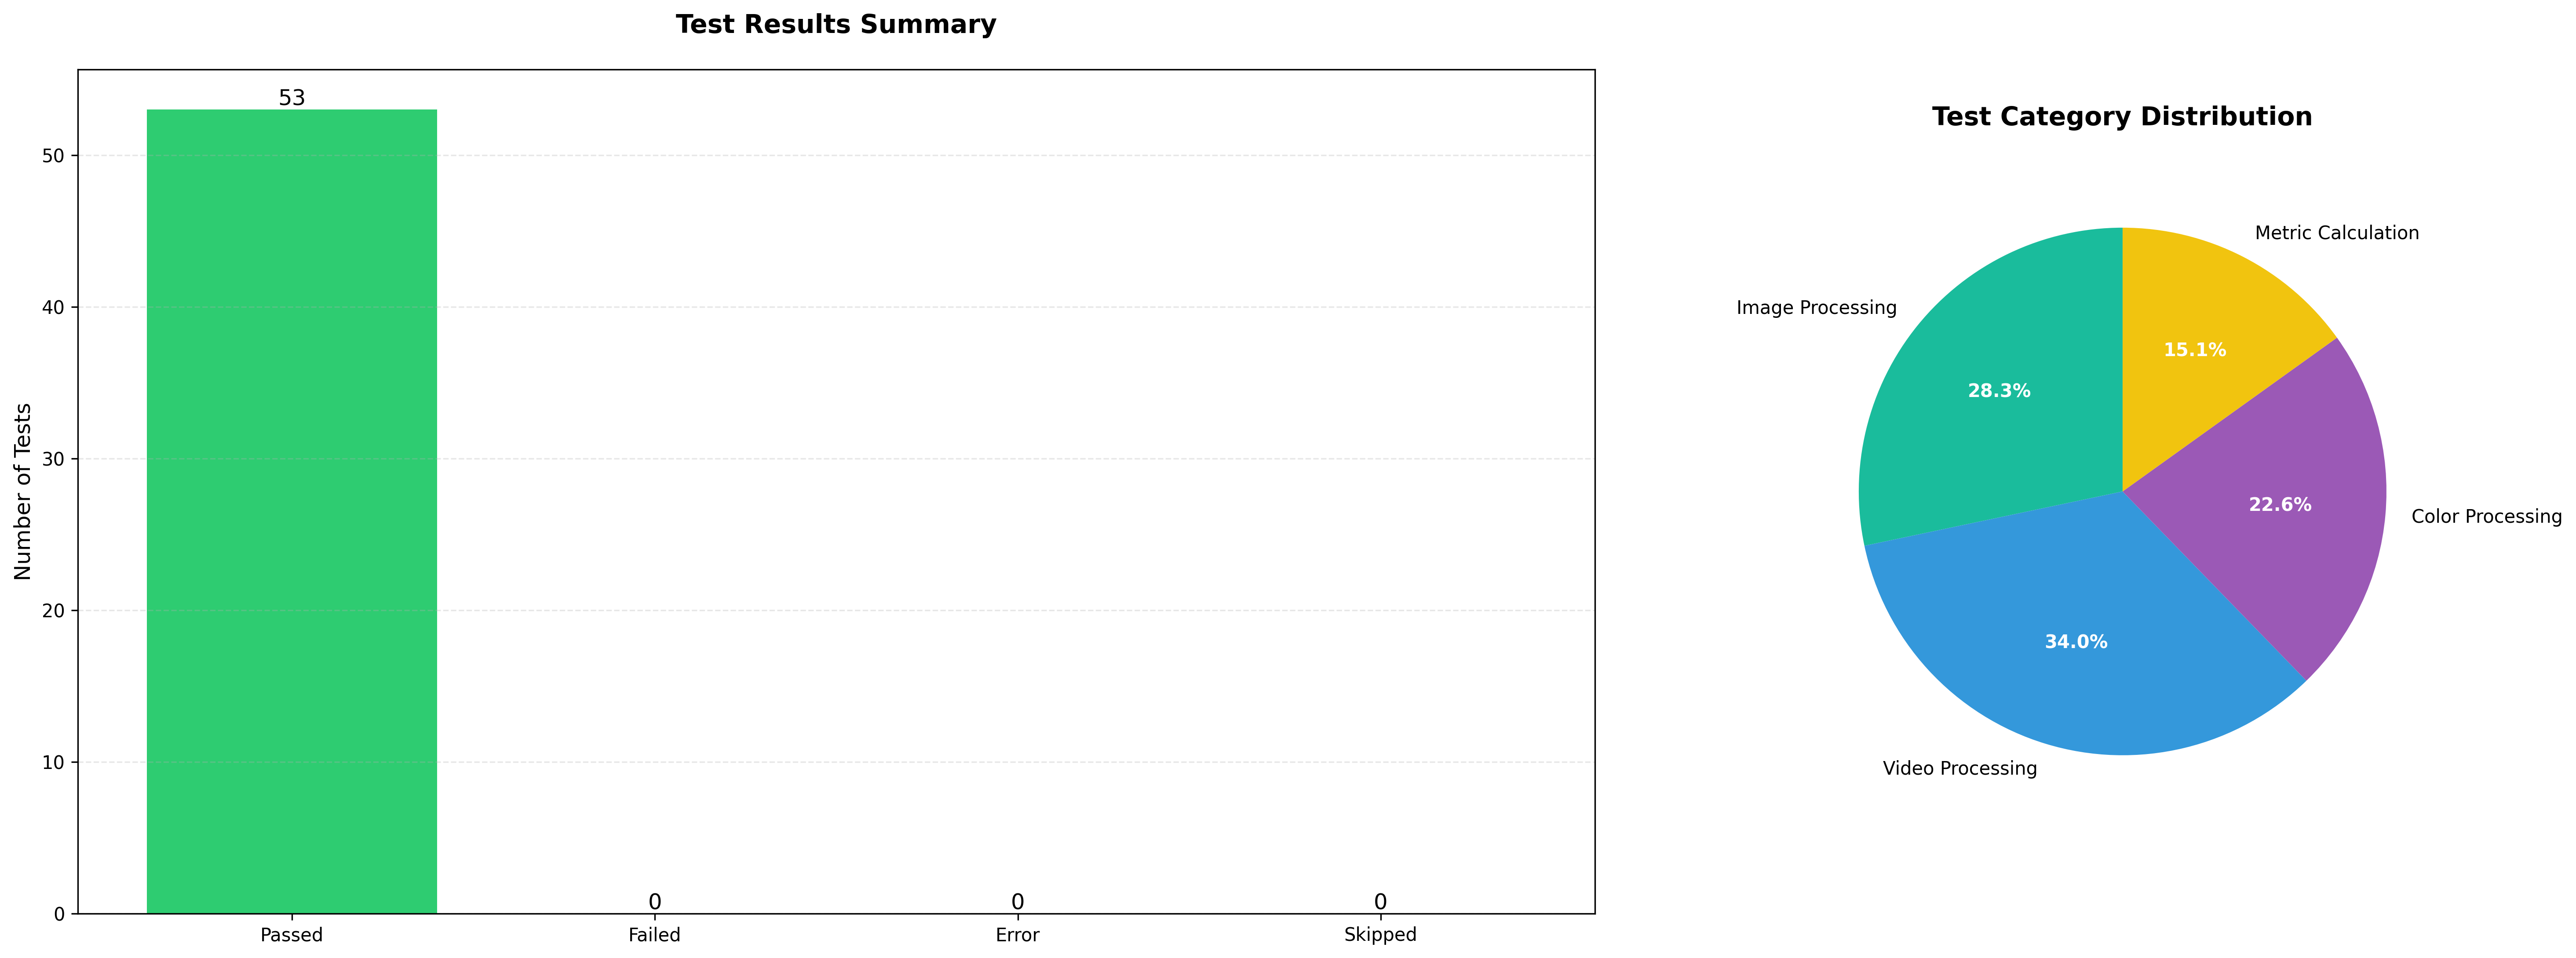 Test Results Summary
Number of Tests
50
40
30
20
10
0
53
0
0
0
Passed
Failed
Error
Skipped
Test Category Distribution
Metric Calculation
Image Processing
15.1%
28.3%
22.6%
Color Processing
34.0%
Video Processing